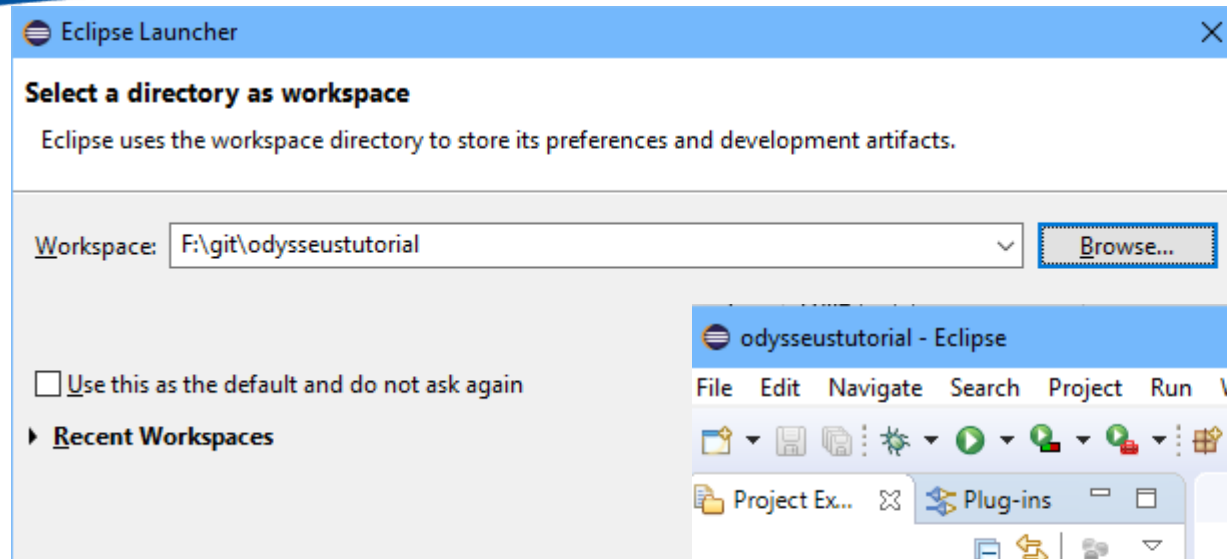 Eclipse Launcher
Select a directory as workspace
Eclipse uses the workspace directory to store its preferences and development artifacts.
Workspace: F:\git\odysseustutorial Browse...
odysseustutorial - Eclipse
Use this as the default and do not ask again
File Edit Navigate Search Project Run
Recent Workspaces
Project Ex... Plug-ins